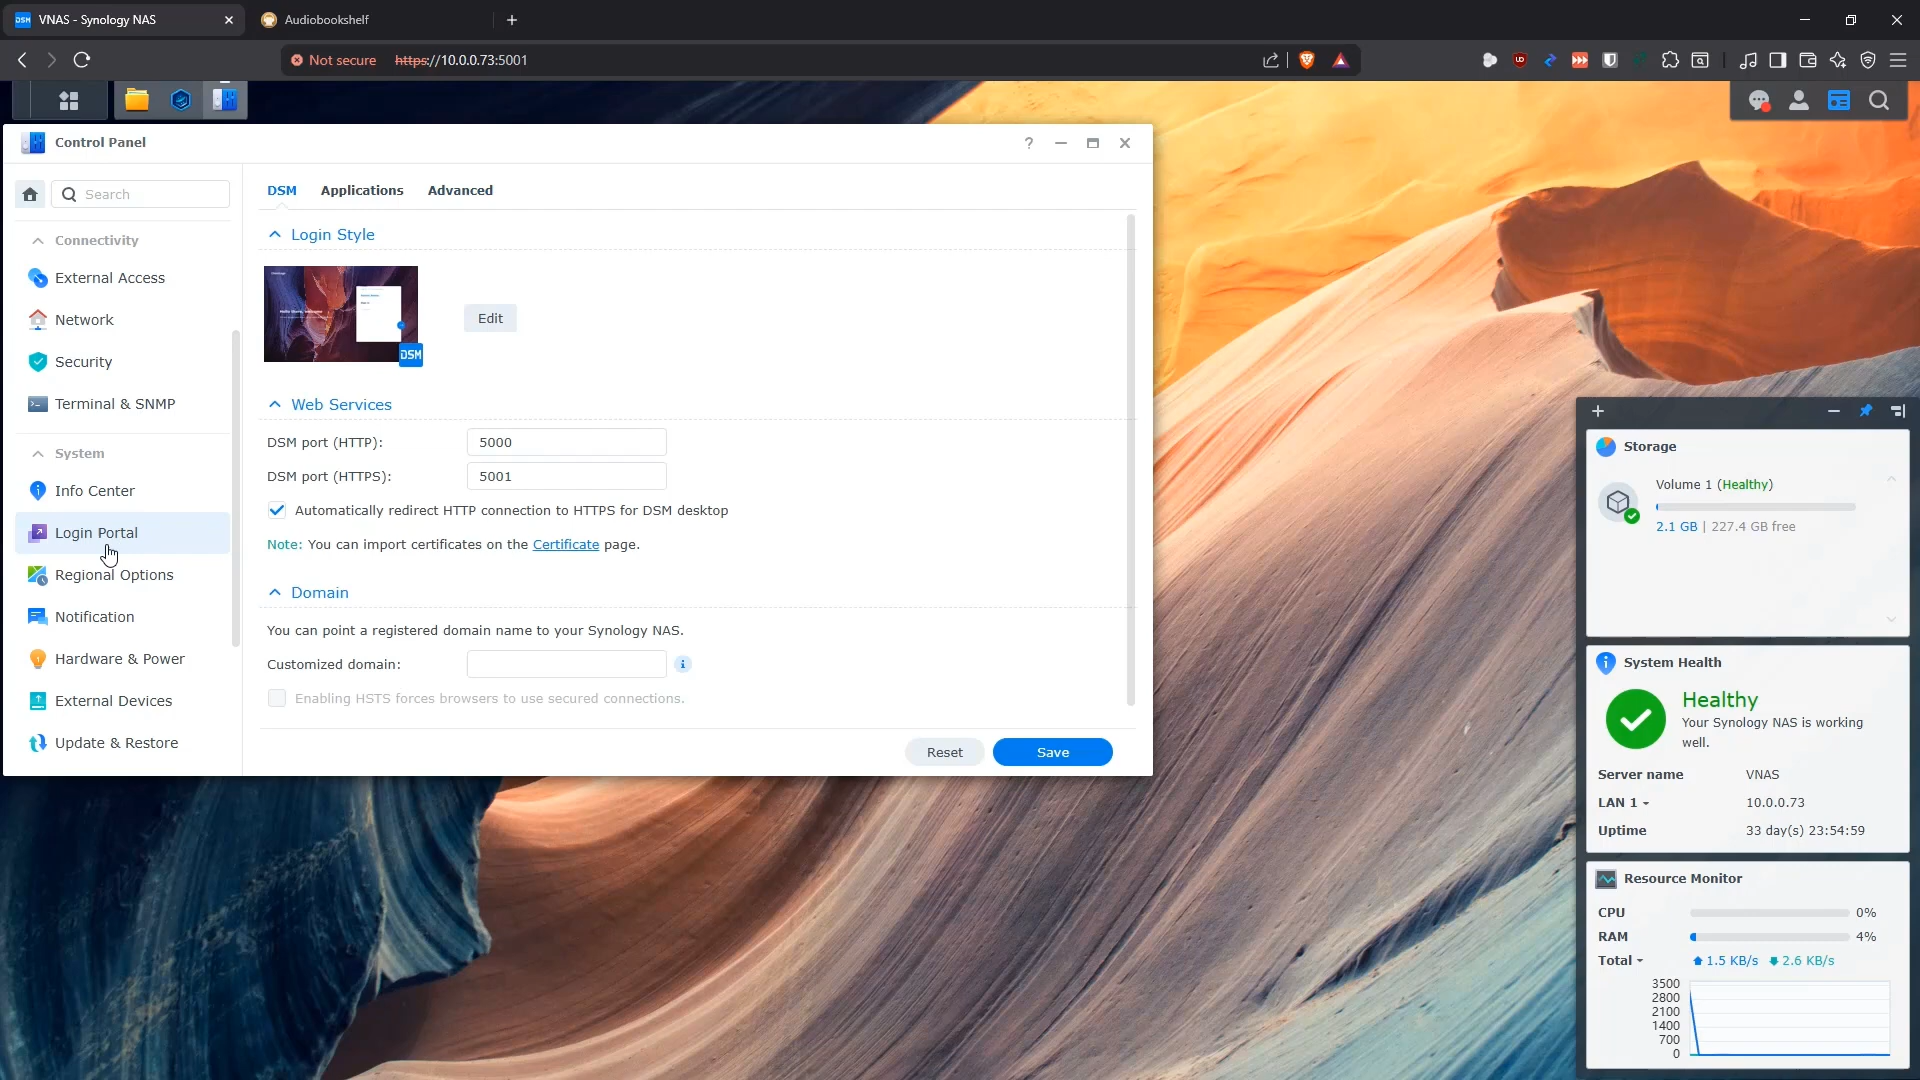 VNAS - Synology NAS
Audiobookshelf
Not secure https://10.0.0.73:5001
Control Panel
Search
Connectivity
External Access
Network
Security
Terminal & SNMP
System
Info Center
Login Portal
Regional Options
Notification
Hardware & Power
External Devices
Update & Restore
DSM Applications Advanced
Login Style
DSM
Edit
Web Services
DSM port (HTTP): 5000
DSM port (HTTPS): 5001
Automatically redirect HTTP connection to HTTPS for DSM desktop
Note: You can import certificates on the Certificate page.
Domain
You can point a registered domain name to your Synology NAS.
Customized domain:
Enabling HSTS forces browsers to use secured connections.
Reset Save
Storage
Volume 1 (Healthy)
2.1 GB | 227.4 GB free
System Health
Healthy
Your Synology NAS is working
well.
Server name VNAS
LAN 1 10.0.0.73
Uptime 33 day(s) 23:54:59
Resource Monitor
CPU 0%
RAM 4%
Total 1.5 KB/s 2.6 KB/s
3500
2800
2100
1400
700
0